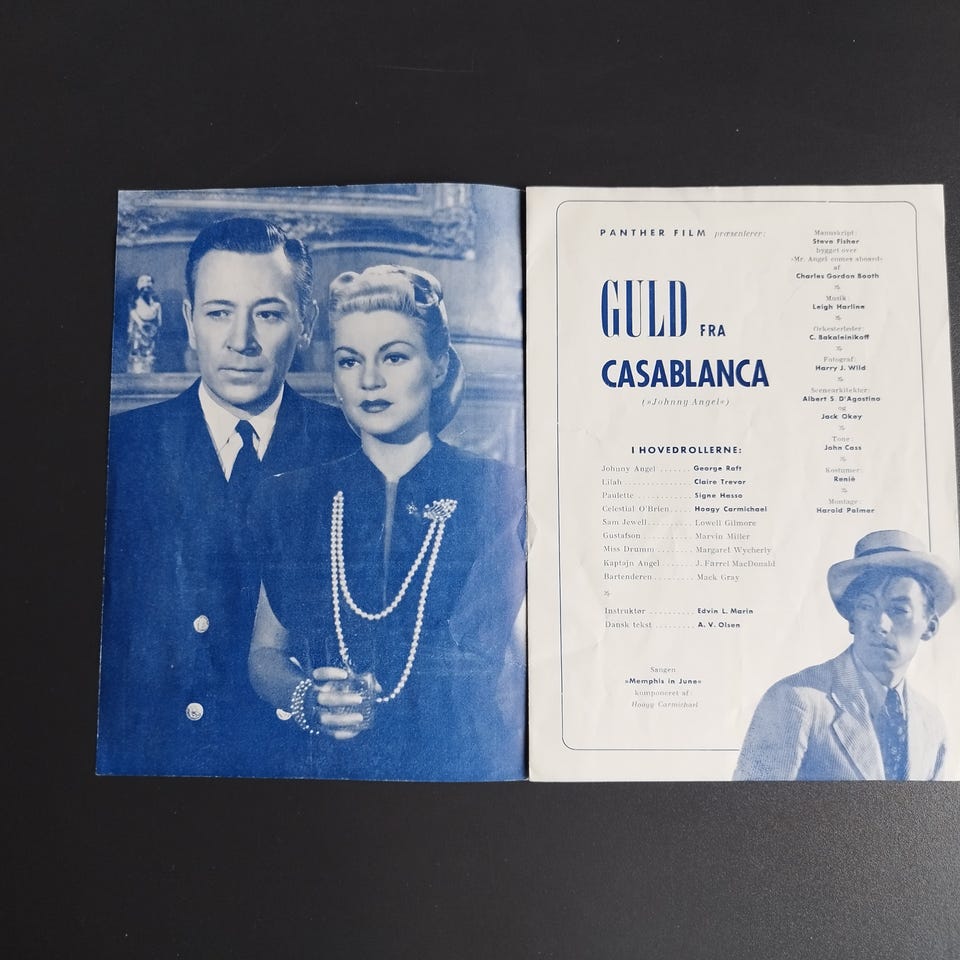 PANTHER FILM præsenterer:
GULD FRA
CASABLANCA
(»Johnny Angel«)
I HOVEDROLLERNE:
Johnny Angel ....... George Raft
Lilah ............... Claire Trevor
Paulette ............ Signe Hasso
Celestial O'Brien ..... Hoagy Carmichael
Sam Jewell .......... Lowell Gilmore
Gustafson ........... Marvin Miller
Miss Drumm ........ Margaret Wycherly
Kaptajn Angel ....... J. Farrel MacDonald
Bartenderen ......... Mack Gray
Instruktør .......... Edvin L. Marin
Dansk tekst ......... A. V. Olsen
Sangen
»Memphis in June«
komponeret af:
Hoagy Carmichael
Manuskript:
Steve Fisher
bygget over
»Mr. Angel comes aboard«
af
Charles Gordon Booth
Musik:
Leigh Harline
Orkesterleder:
C. Bakaleinikoff
Fotograf:
Harry J. Wild
Scenearkitekter:
Albert S. D'Agostino
og
Jack Okey
Tone:
John Cass
Kostumer:
Renié
Montage:
Harold Palmer